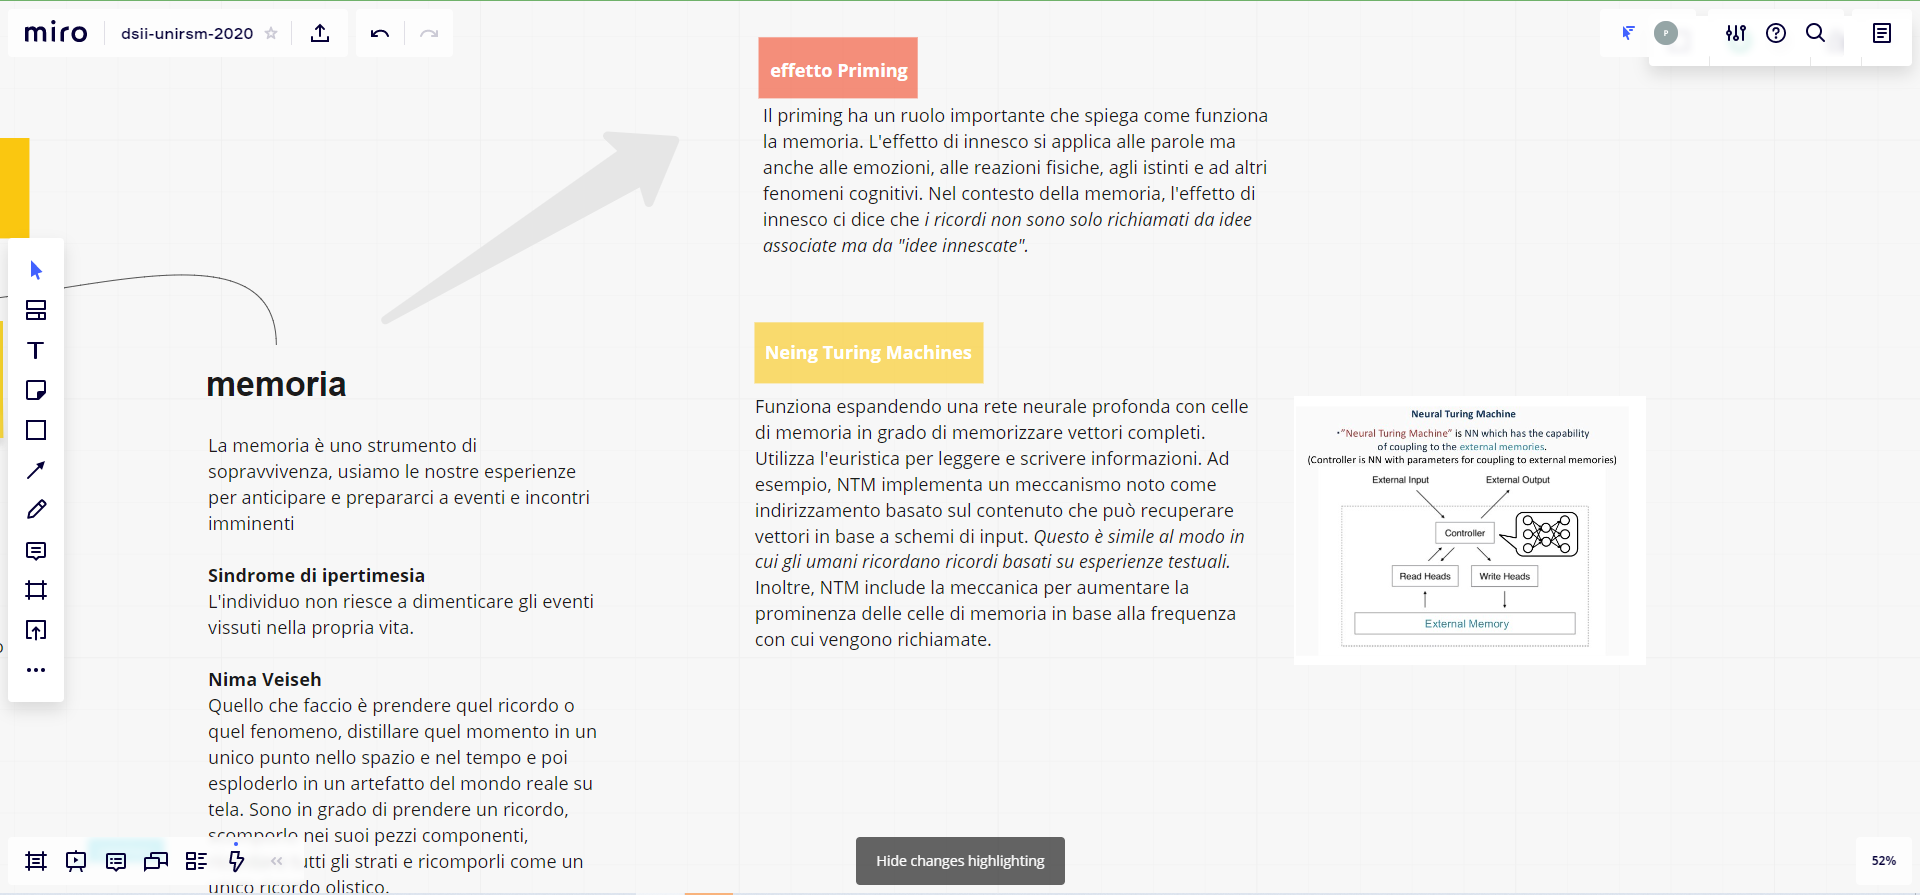 miro
dsii-unirsm-2020
P
effetto Priming
Il priming ha un ruolo importante che spiega come funziona
la memoria. L'effetto di innesco si applica alle parole ma
anche alle emozioni, alle reazioni fisiche, agli istinti e ad altri
fenomeni cognitivi. Nel contesto della memoria, l'effetto di
innesco ci dice che i ricordi non sono solo richiamati da idee
associate ma da "idee innescate".
memoria
La memoria è uno strumento di
sopravvivenza, usiamo le nostre esperienze
per anticipare e prepararci a eventi e incontri
imminenti
Sindrome di ipertimesia
L'individuo non riesce a dimenticare gli eventi
vissuti nella propria vita.
Nima Veiseh
Quello che faccio è prendere quel ricordo o
quel fenomeno, distillare quel momento in un
unico punto nello spazio e nel tempo e poi
esploderlo in un artefatto del mondo reale su
tela. Sono in grado di prendere un ricordo,
scomporlo nei suoi pezzi componenti,
utti gli strati e ricomporli come un
unico ricordo olistico.
Neing Turing Machines
Funziona espandendo una rete neurale profonda con celle
di memoria in grado di memorizzare vettori completi.
Utilizza l'euristica per leggere e scrivere informazioni. Ad
esempio, NTM implementa un meccanismo noto come
indirizzamento basato sul contenuto che può recuperare
vettori in base a schemi di input. Questo è simile al modo in
cui gli umani ricordano ricordi basati su esperienze testuali.
Inoltre, NTM include la meccanica per aumentare la
prominenza delle celle di memoria in base alla frequenza
con cui vengono richiamate.
Neural Turing Machine
•"Neural Turing Machine" is NN which has the capability
of coupling to the external memories.
(Controller is NN with parameters for coupling to external memories)
External Input External Output
Controller
Read Heads Write Heads
External Memory
Hide changes highlighting
52%